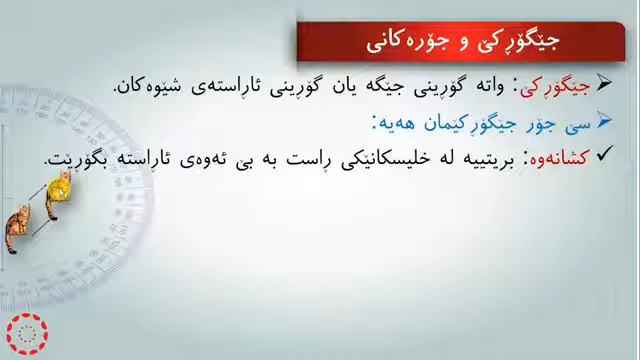 جێگۆڕکێ و جۆرەکانی
جێگۆڕکێ: واتە گۆڕینی جێگە یان گۆڕینی ئاڕاستەی شێوەکان.
سێ جۆر جێگۆڕکێمان هەیە:
کشانەوە: بریتییە لە خلیسکانێکی ڕاست بە بێ ئەوەی ئاڕاستە بگۆڕێت.